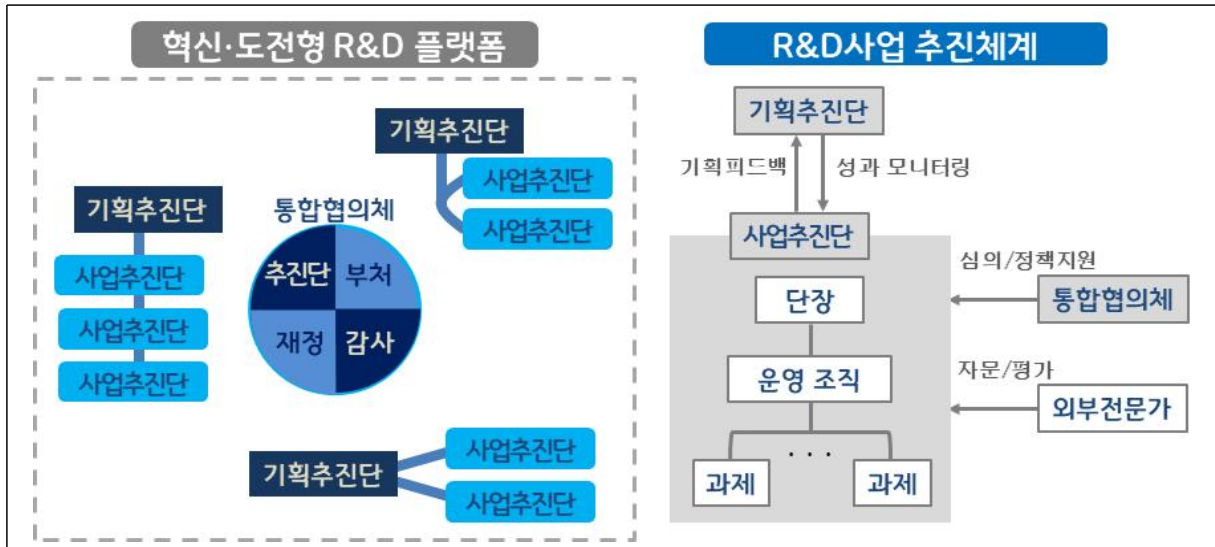 혁신·도전형 R&D 플랫폼
기획추진단
사업추진단
사업추진단
기획추진단
사업추진단
사업추진단
사업추진단
통합협의체
추진단
부처
재정
감사
기획추진단
사업추진단
사업추진단
R&D사업 추진체계
기획추진단
기획피드백
성과 모니터링
사업추진단
단장
운영 조직
· · ·
과제
과제
심의/정책지원
통합협의체
자문/평가
외부전문가